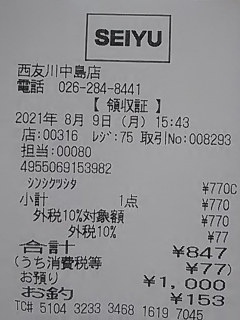 SEIYU
西友川中島店
電話 026-284-8441
【 領収証 】
2021年 8月 9日 (月) 15:43
店:00316 レジ:75 取引No:008293
担当:00080
4955069153982
シンシクツシタ ¥770C
小計 1点 ¥770
外税10%対象額 ¥770
外税10% ¥77
合計 ¥847
(うち消費税等 ¥77)
お預り ¥1,000
お釣 ¥153
TC# 5104 3233 3468 1619 7045